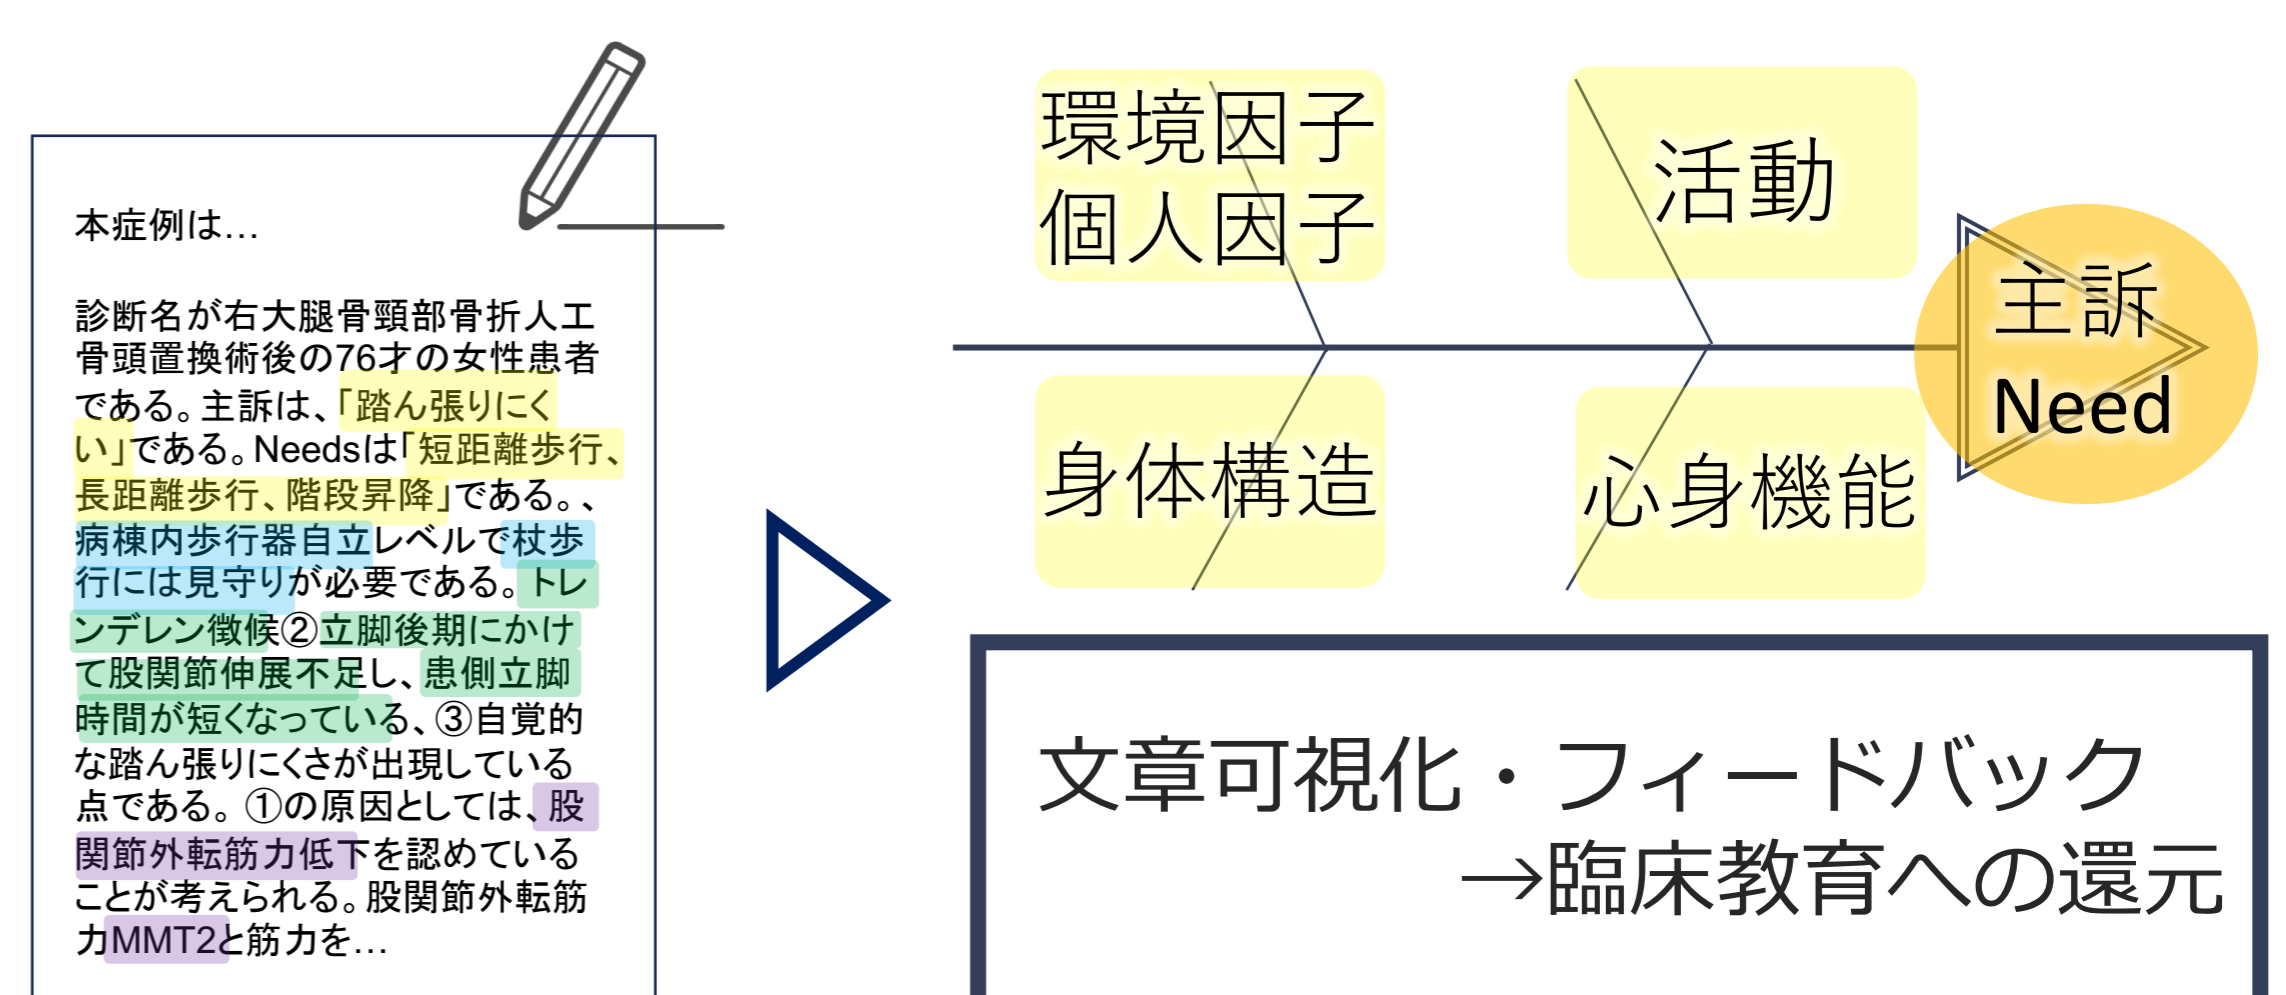 本症例は…
診断名が右大腿骨頸部骨折人工
骨頭置換術後の76才の女性患者
である。主訴は、「踏ん張りにく
い」である。Needsは「短距離歩行、
長距離歩行、階段昇降」である。、
病棟内歩行器自立レベルで杖歩
行には見守りが必要である。トレ
ンデレン徴候②立脚後期にかけ
て股関節伸展不足し、患側立脚
時間が短くなっている、③自覚的
な踏ん張りにくさが出現している
点である。①の原因としては、股
関節外転筋力低下を認めている
ことが考えられる。股関節外転筋
力MMT2と筋力を…
環境因子
個人因子
活動
身体構造
心身機能
主訴
Need
文章可視化・フィードバック
→臨床教育への還元